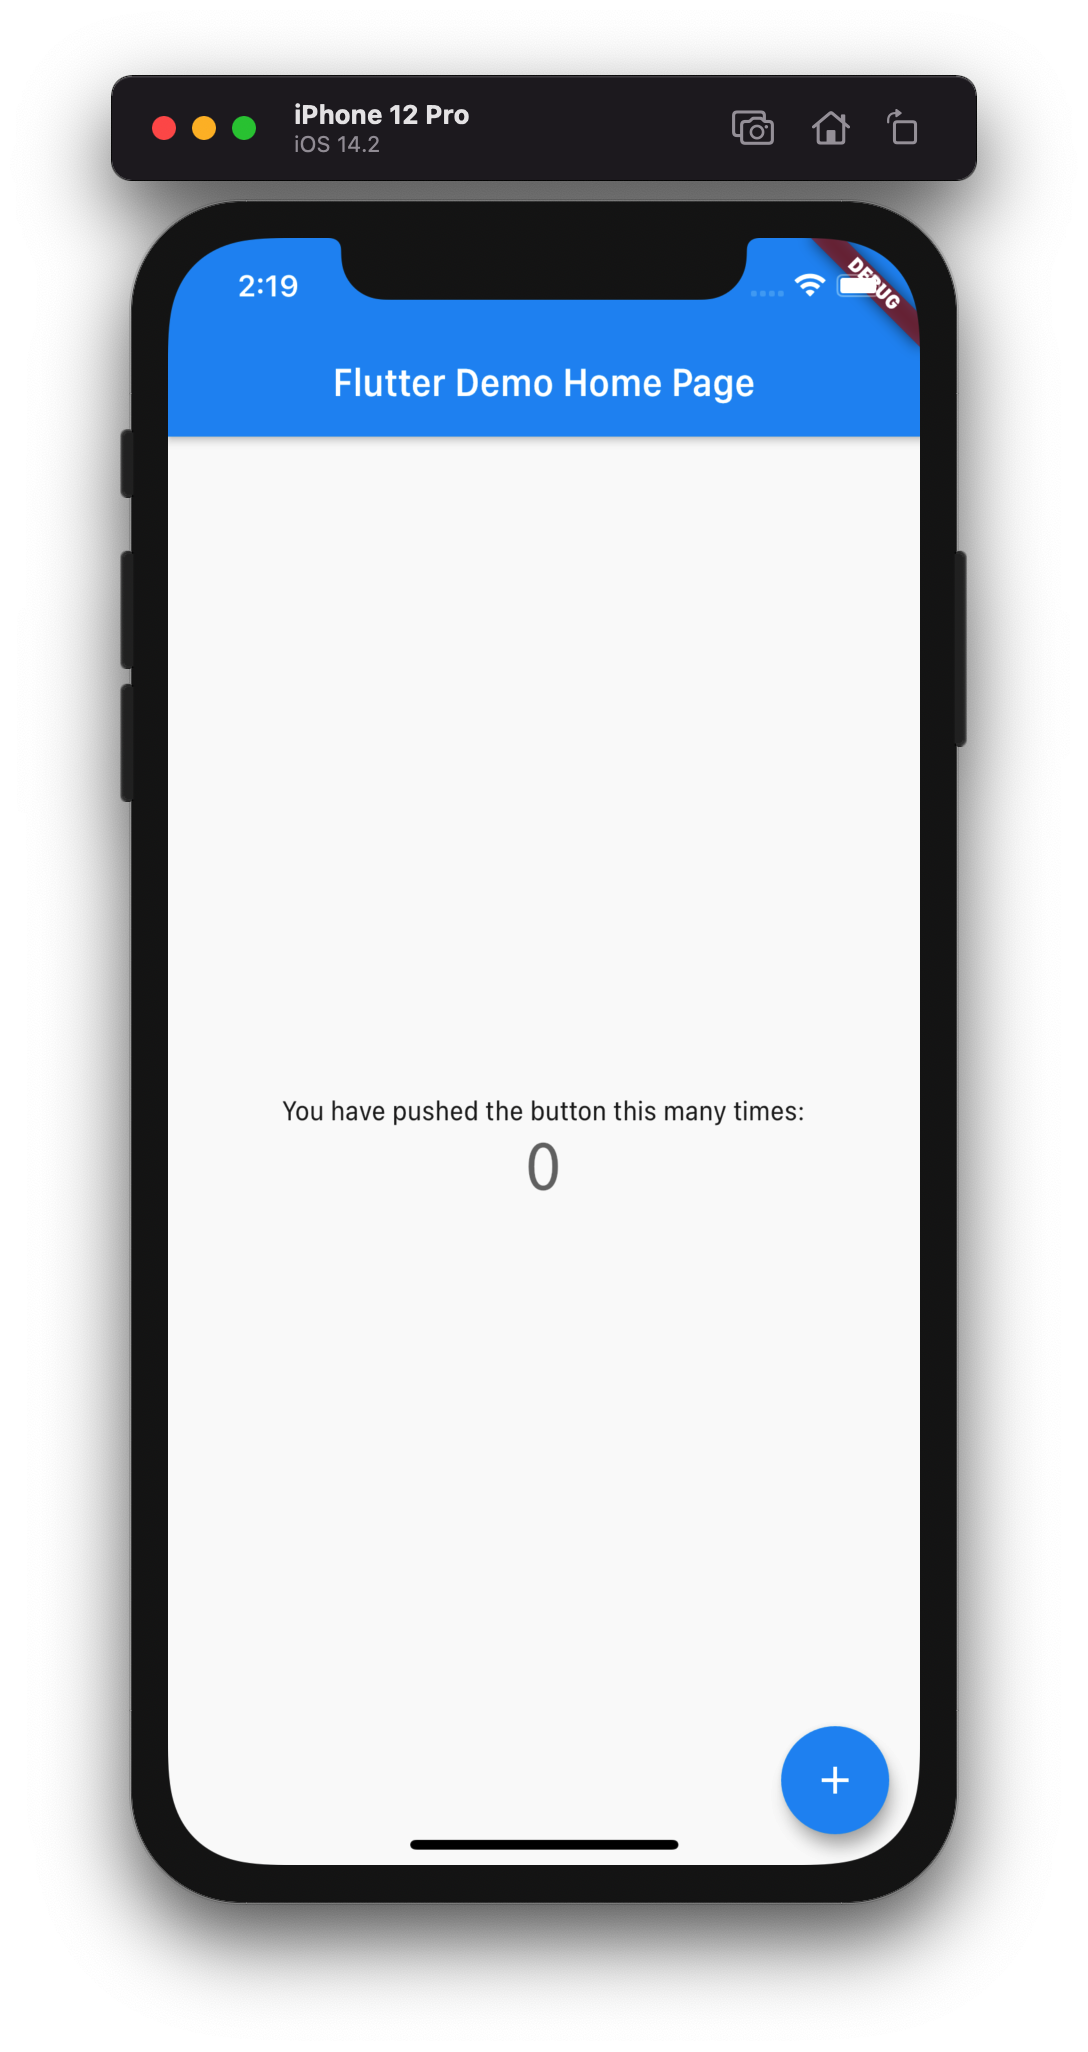 iPhone 12 Pro
iOS 14.2
2:19
DEBUG
Flutter Demo Home Page
You have pushed the button this many times:
0
+